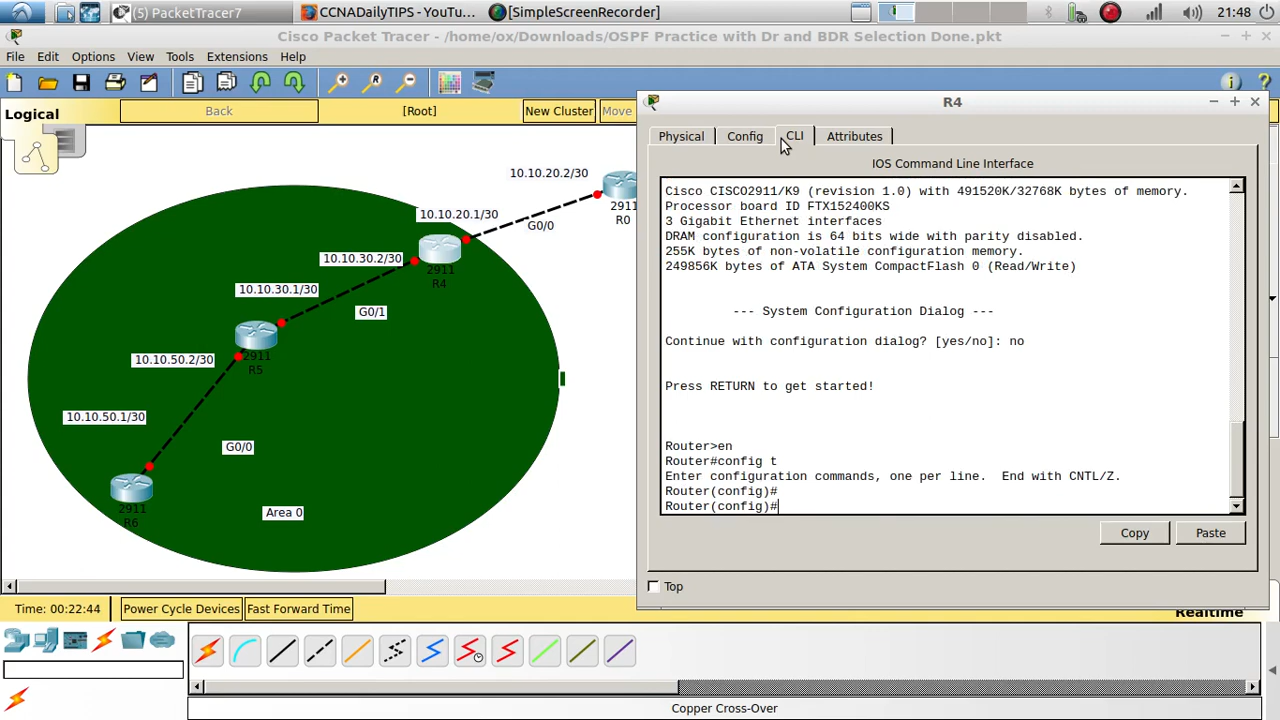 (5) PacketTracer7
CCNADailyTIPS - YouTu...
[SimpleScreenRecorder]
21:48
Cisco Packet Tracer - /home/ox/Downloads/OSPF Practice with Dr and BDR Selection Done.pkt
File Edit Options View Tools Extensions Help
Logical
Back
[Root]
New Cluster
Move
R4
Physical
Config
CLI
Attributes
IOS Command Line Interface
Cisco CISCO2911/K9 (revision 1.0) with 491520K/32768K bytes of memory.
Processor board ID FTX152400KS
3 Gigabit Ethernet interfaces
DRAM configuration is 64 bits wide with parity disabled.
255K bytes of non-volatile configuration memory.
249856K bytes of ATA System CompactFlash 0 (Read/Write)
--- System Configuration Dialog ---
Continue with configuration dialog? [yes/no]: no
Press RETURN to get started!
Router>en
Router#config t
Enter configuration commands, one per line.  End with CNTL/Z.
Router(config)#
Router(config)#
Copy
Paste
Top
10.10.20.2/30
2911
R0
10.10.20.1/30
G0/0
10.10.30.2/30
2911
R4
10.10.30.1/30
G0/1
2911
R5
10.10.50.2/30
10.10.50.1/30
G0/0
2911
R6
Area 0
Time: 00:22:44
Power Cycle Devices
Fast Forward Time
Realtime
Copper Cross-Over